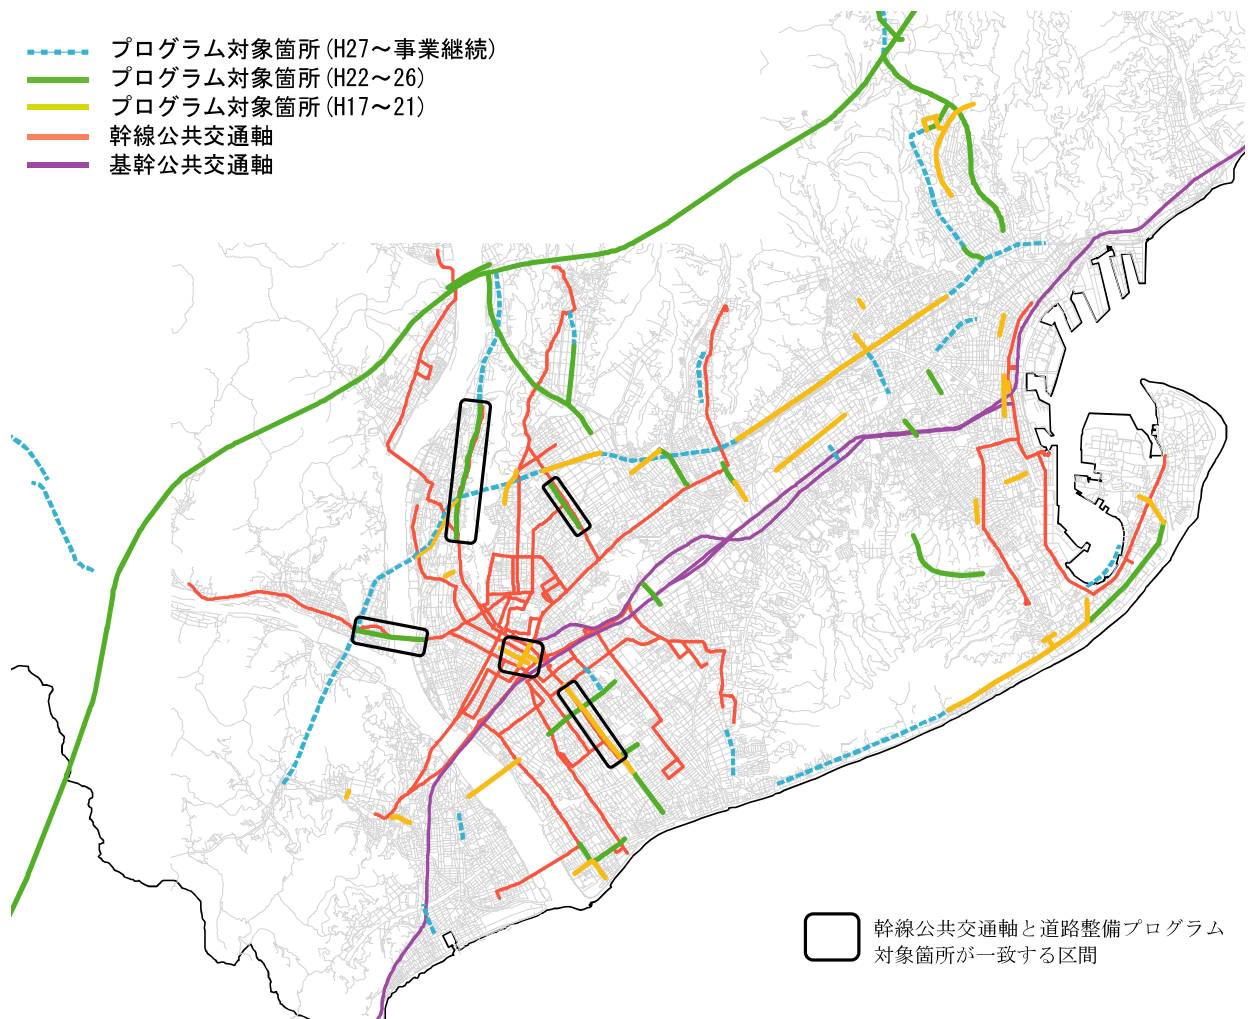 プログラム対象箇所(H27～事業継続)
プログラム対象箇所(H22～26)
プログラム対象箇所(H17～21)
幹線公共交通軸
基幹公共交通軸
幹線公共交通軸と道路整備プログラム
対象箇所が一致する区間